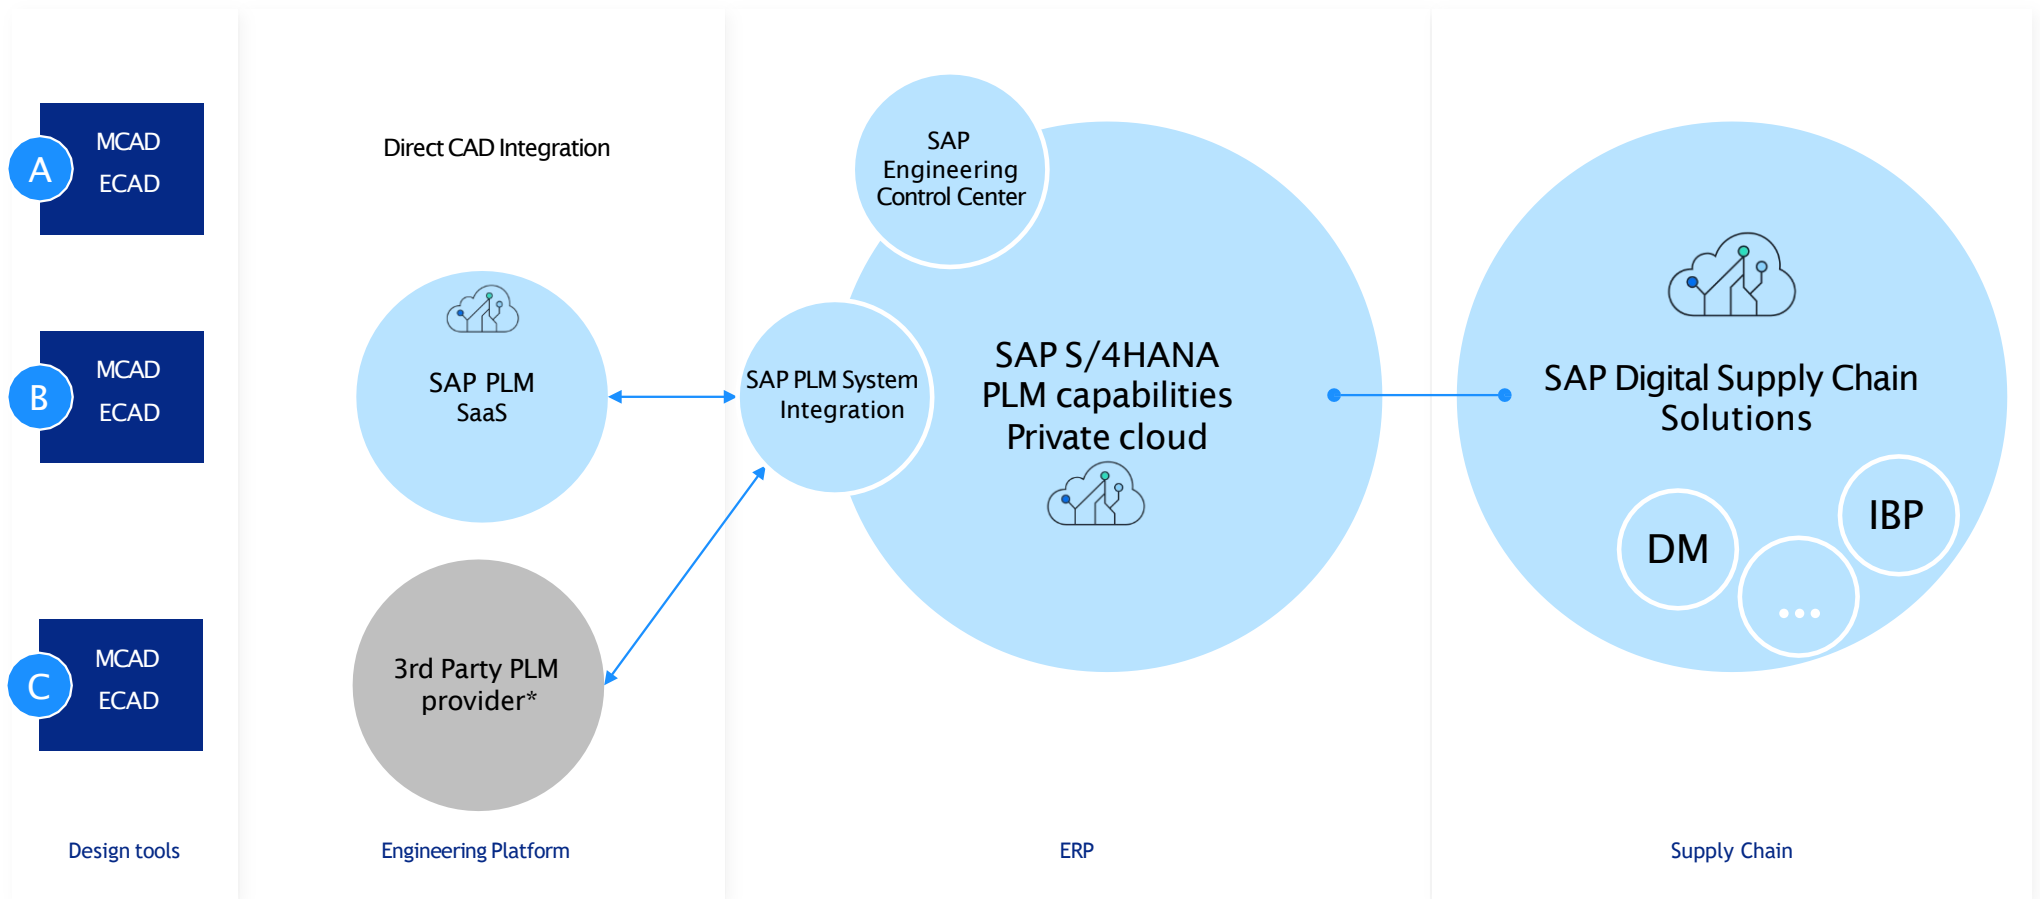 A
MCAD
ECAD
Direct CAD Integration
SAP
Engineering
Control Center
B
MCAD
ECAD
SAP PLM
SaaS
SAP PLM System
Integration
SAP S/4HANA
PLM capabilities
Private cloud
SAP Digital Supply Chain
Solutions
DM
...
IBP
C
MCAD
ECAD
3rd Party PLM
provider*
Design tools
Engineering Platform
ERP
Supply Chain